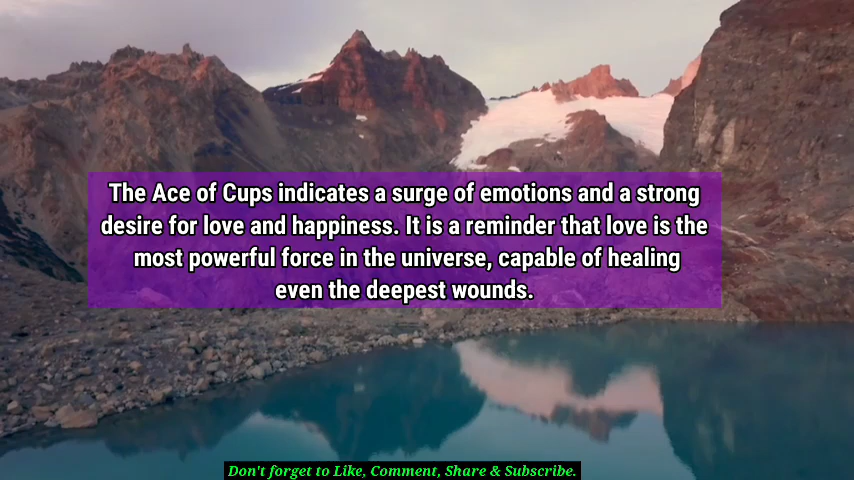 The Ace of Cups indicates a surge of emotions and a strong
desire for love and happiness. It is a reminder that love is the
most powerful force in the universe, capable of healing
even the deepest wounds.
Don't forget to Like, Comment, Share & Subscribe.